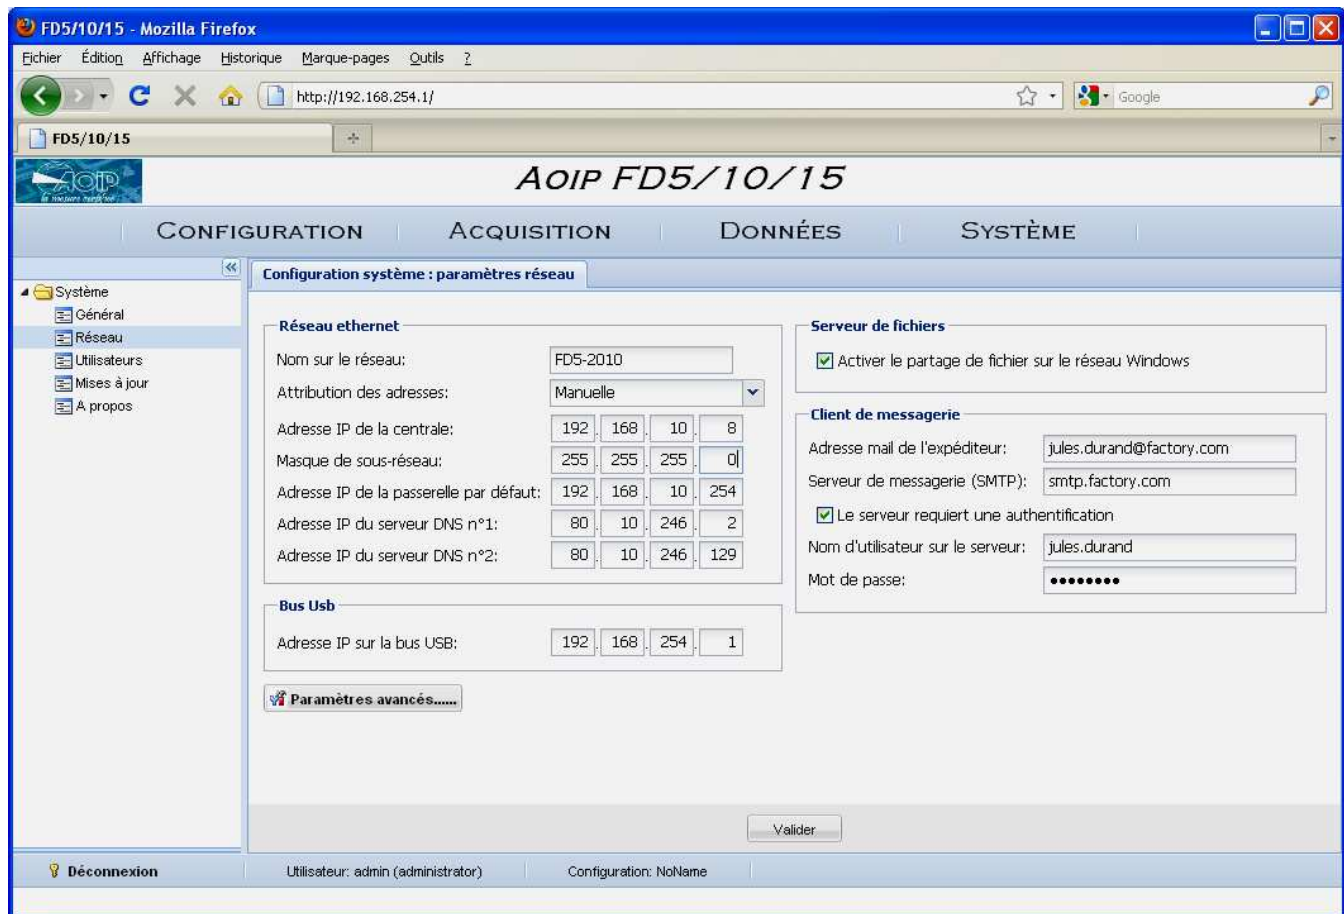 FD5/10/15 - Mozilla Firefox
Fichier Édition Affichage Historique Marque-pages Outils ?
http://192.168.254.1/ Google
FD5/10/15
AOIP
AOIP FD5/10/15
CONFIGURATION ACQUISITION DONNÉES SYSTÈME
Système
Général
Réseau
Utilisateurs
Mises à jour
A propos
Configuration système : paramètres réseau
Réseau ethernet
Nom sur le réseau: FD5-2010
Attribution des adresses: Manuelle
Adresse IP de la centrale: 192 . 168 . 10 . 8
Masque de sous-réseau: 255 . 255 . 255 . 0
Adresse IP de la passerelle par défaut: 192 . 168 . 10 . 254
Adresse IP du serveur DNS n°1: 80 . 10 . 246 . 2
Adresse IP du serveur DNS n°2: 80 . 10 . 246 . 129
Bus Usb
Adresse IP sur la bus USB: 192 . 168 . 254 . 1
Paramètres avancés......
Serveur de fichiers
Activer le partage de fichier sur le réseau Windows
Client de messagerie
Adresse mail de l'expéditeur: jules.durand@factory.com
Serveur de messagerie (SMTP): smtp.factory.com
Le serveur requiert une authentification
Nom d'utilisateur sur le serveur: jules.durand
Mot de passe: ••••••••
Valider
Déconnexion Utilisateur: admin (administrator) Configuration: NoName